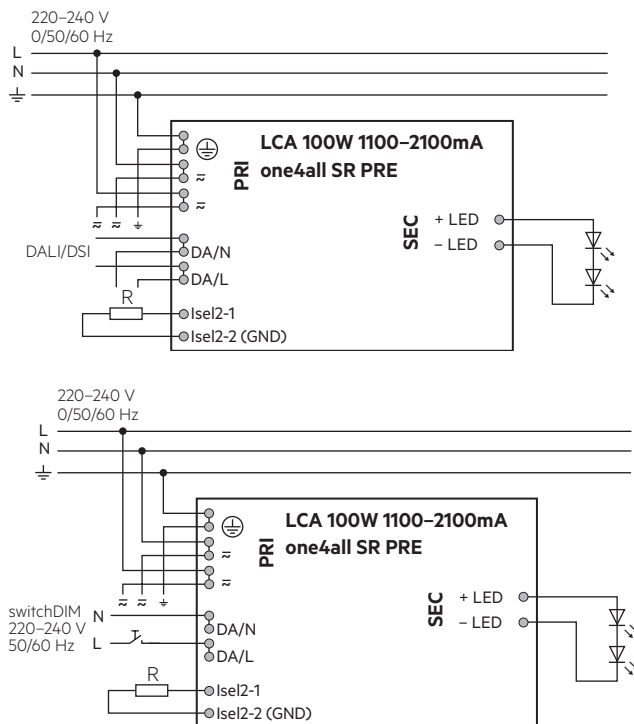 220–240 V
0/50/60 Hz
L
N
LCA 100W 1100–2100mA
one4all SR PRE
PRI
SEC
+ LED
– LED
DALI/DSI
DA/N
DA/L
R
Isel2-1
Isel2-2 (GND)
220–240 V
0/50/60 Hz
L
N
LCA 100W 1100–2100mA
one4all SR PRE
PRI
SEC
+ LED
– LED
switchDIM N
220–240 V
50/60 Hz L
DA/N
DA/L
R
Isel2-1
Isel2-2 (GND)